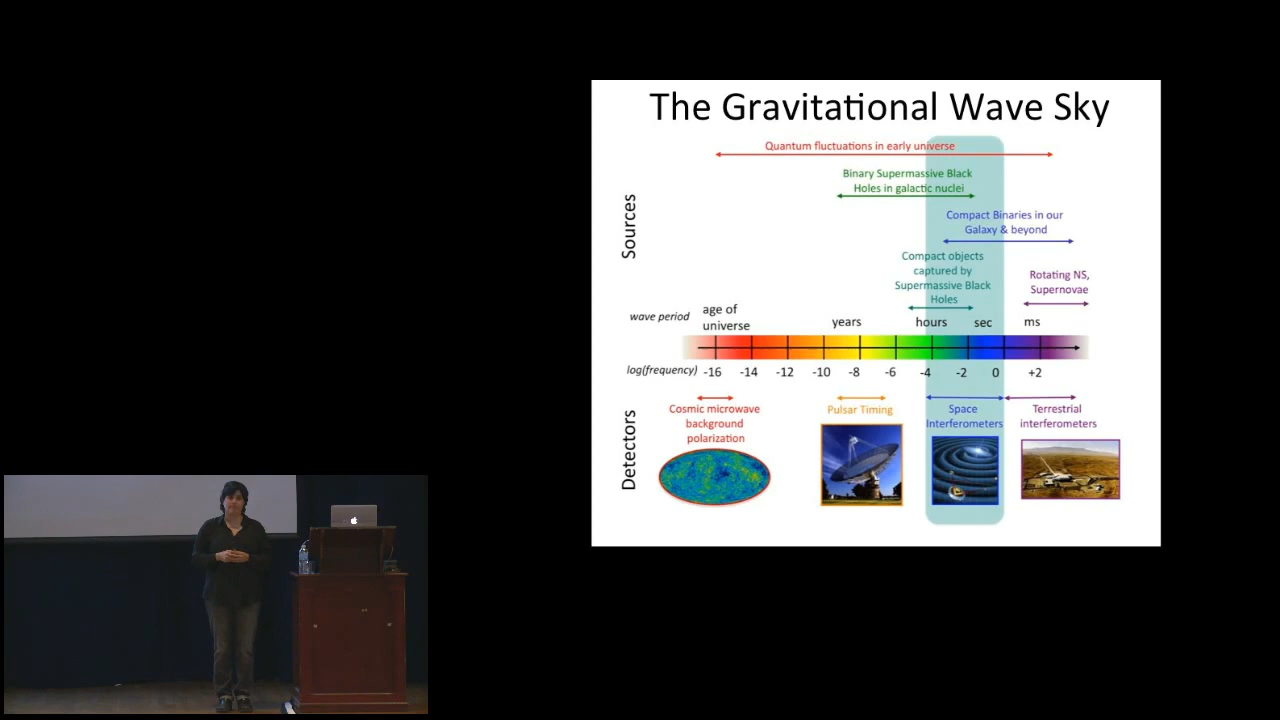 The Gravitational Wave Sky
Quantum fluctuations in early universe
Binary Supermassive Black
Holes in galactic nuclei
Sources
Compact Binaries in our
Galaxy & beyond
Compact objects
captured by
Supermassive Black
Holes
Rotating NS,
Supernovae
wave period
age of
universe
years
hours
sec
ms
log(frequency)
-16 -14 -12 -10 -8 -6 -4 -2 0 +2
Detectors
Cosmic microwave
background
polarization
Pulsar Timing
Space
Interferometers
Terrestrial
interferometers